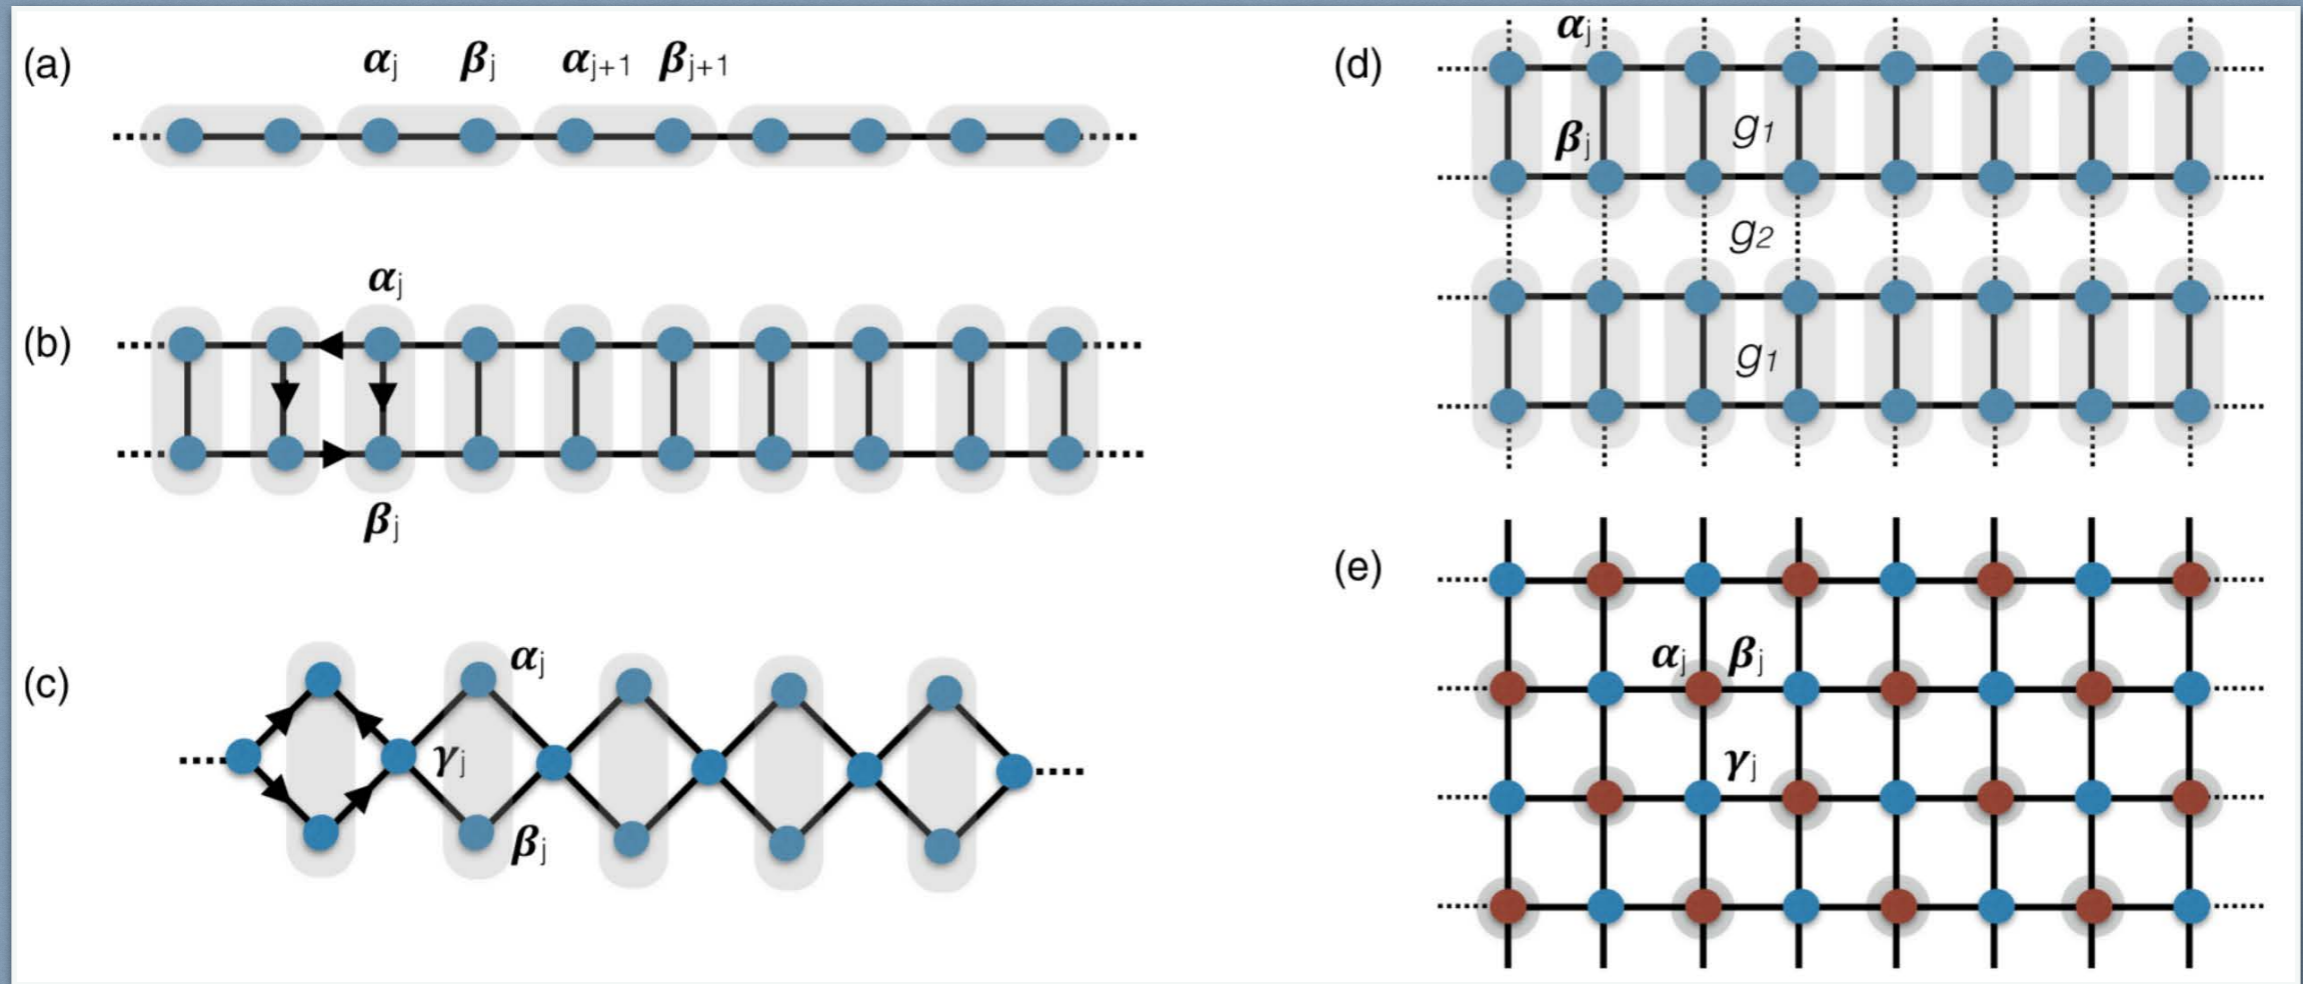 (a)
αj βj αj+1 βj+1
(b)
αj
βj
(c)
αj
γj
βj
(d)
αj
βj
g1
g2
g1
(e)
αj βj
γj